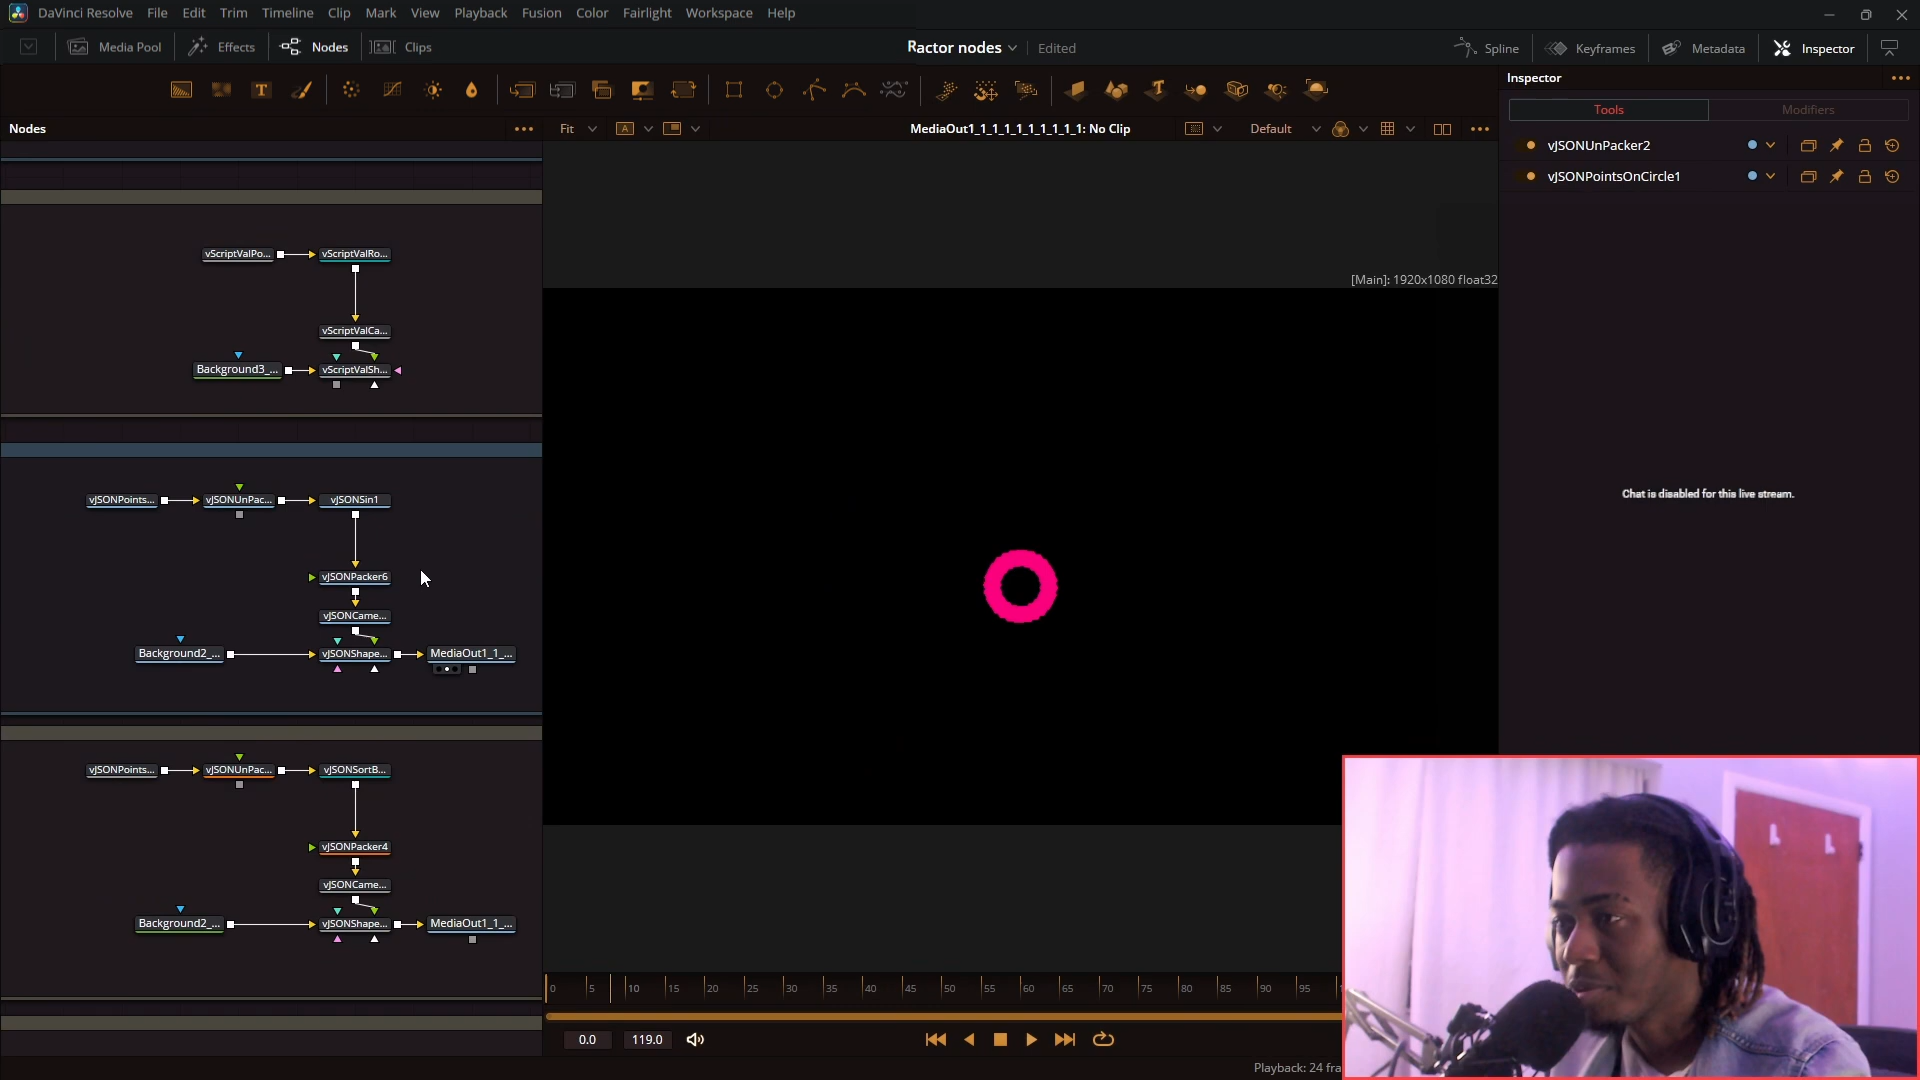 DaVinci Resolve File Edit Trim Timeline Clip Mark View Playback Fusion Color Fairlight Workspace Help
Media Pool Effects Nodes Clips Ractor nodes Edited Spline Keyframes Metadata Inspector
Inspector
Tools Modifiers
Nodes Fit A MediaOut1_1_1_1_1_1_1_1_1_1: No Clip Default
vJSONUnPacker2
vJSONPointsOnCircle1
vScriptValPo... vScriptValRo...
[Main]: 1920x1080 float32
vScriptValCa...
Background3_... vScriptValSh...
Chat is disabled for this live stream.
vJSONPoints... vJSONUnPac... vJSONSin1
vJSONPacker6
vJSONCame...
Background2_... vJSONShape... MediaOut1_1_...
vJSONPoints... vJSONUnPac... vJSONSortB...
vJSONPacker4
vJSONCame...
Background2_... vJSONShape... MediaOut1_1_...
0 5 10 15 20 25 30 35 40 45 50 55 60 65 70 75 80 85 90 95
0.0 119.0
Playback: 24 fra